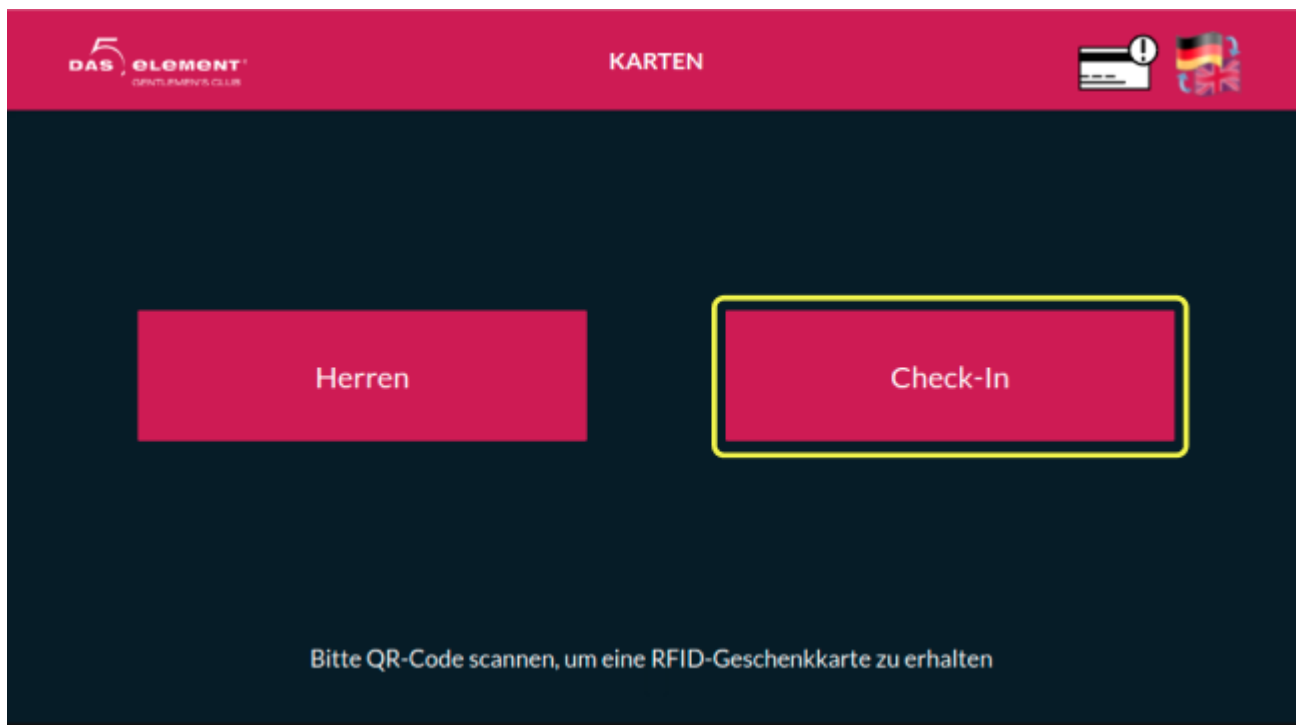 DAS 5 ELEMENT
GENTLEMEN'S CLUB
KARTEN
Herren
Check-In
Bitte QR-Code scannen, um eine RFID-Geschenkkarte zu erhalten